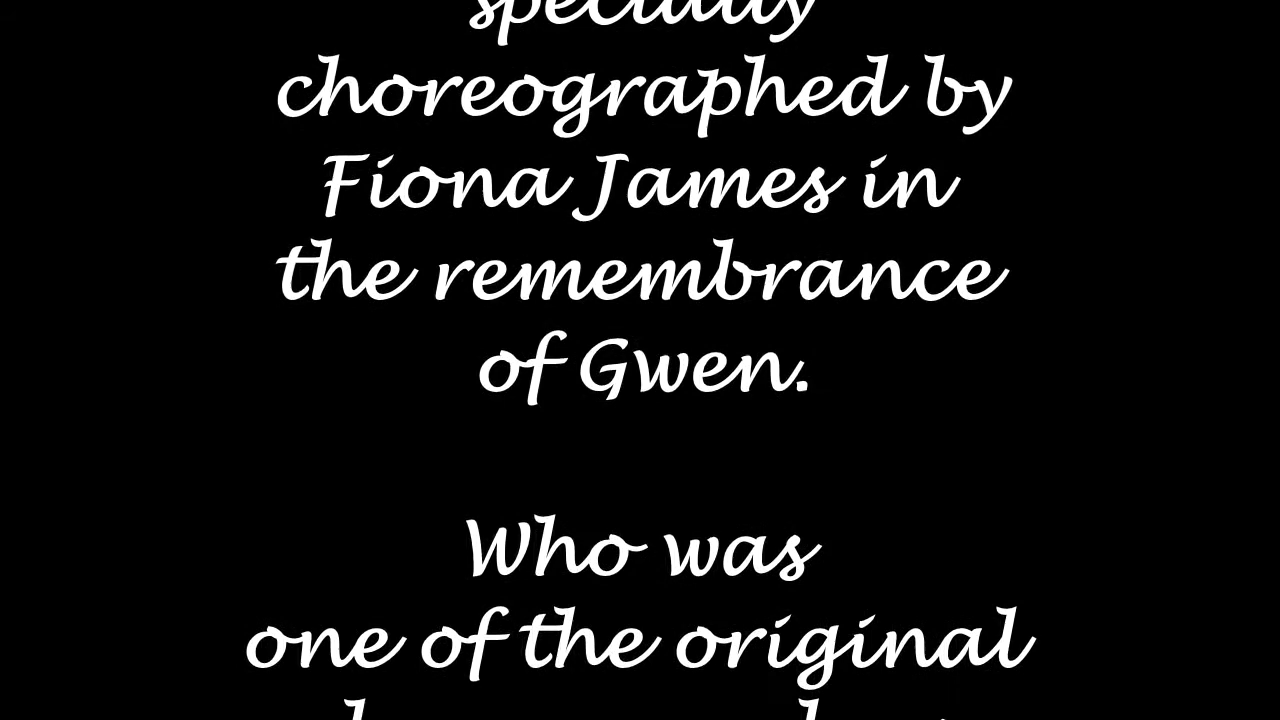 specially
choreographed by
Fiona James in
the remembrance
of Gwen.
Who was
one of the original